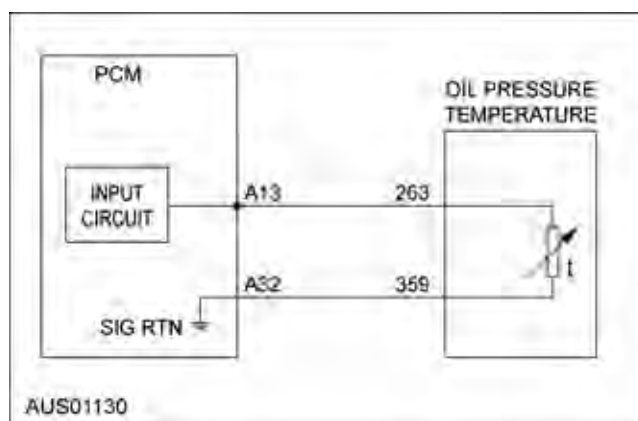 PCM
OIL PRESSURE
TEMPERATURE
INPUT
CIRCUIT
A13
263
A32
359
SIG RTN
t
AUS01130